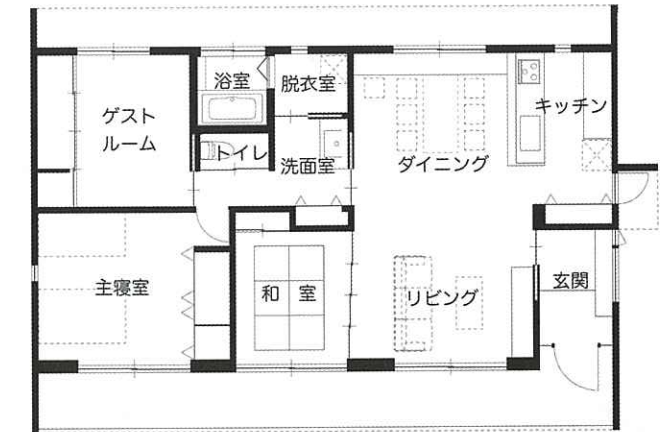 浴室
脱衣室
キッチン
ゲスト
ルーム
トイレ
洗面室
ダイニング
主寝室
和 室
リビング
玄関